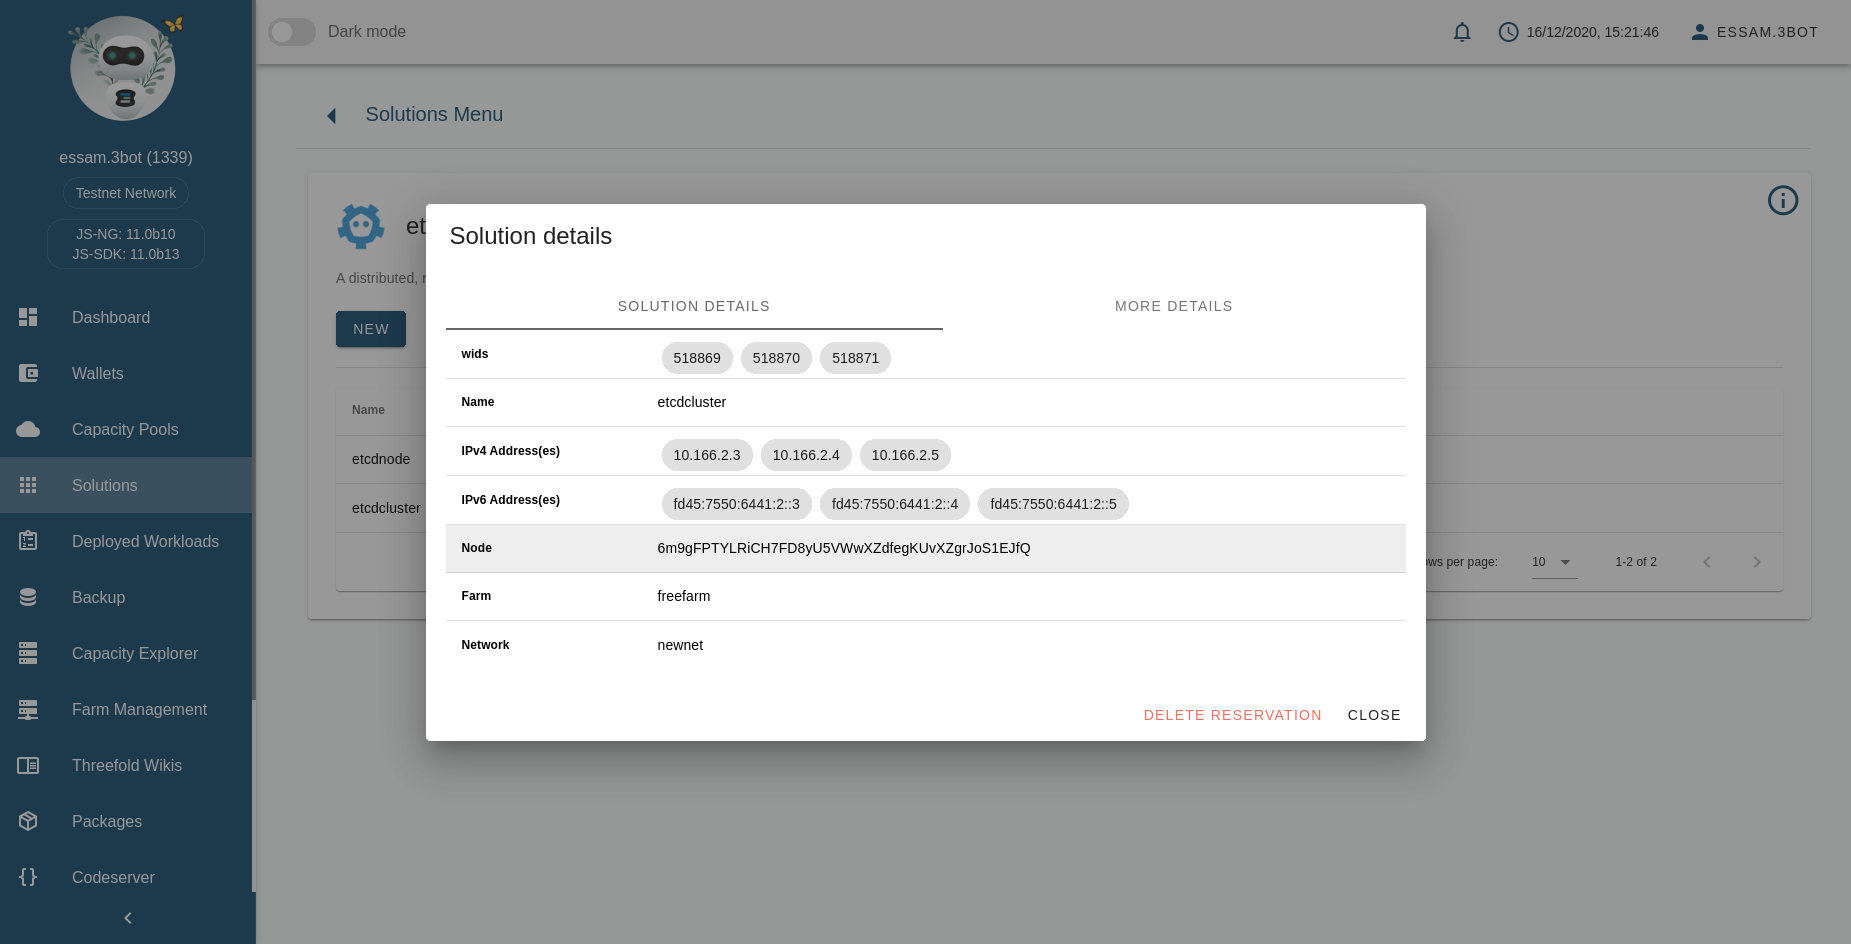 Dark mode
16/12/2020, 15:21:46
ESSAM.3BOT
essam.3bot (1339)
Testnet Network
JS-NG: 11.0b10
JS-SDK: 11.0b13
Dashboard
Wallets
Capacity Pools
Solutions
Deployed Workloads
Backup
Capacity Explorer
Farm Management
Threefold Wikis
Packages
Codeserver
Solutions Menu
A distributed,
NEW
Name
etcdnode
etcdcluster
per page:
10
1-2 of 2
Solution details
SOLUTION DETAILS
MORE DETAILS
wids 518869 518870 518871
Name etcdcluster
IPv4 Address(es) 10.166.2.3 10.166.2.4 10.166.2.5
IPv6 Address(es) fd45:7550:6441:2::3 fd45:7550:6441:2::4 fd45:7550:6441:2::5
Node 6m9gFPTYLRiCH7FD8yU5VWwXZdfegKUvXZgrJoS1EJfQ
Farm freefarm
Network newnet
DELETE RESERVATION CLOSE